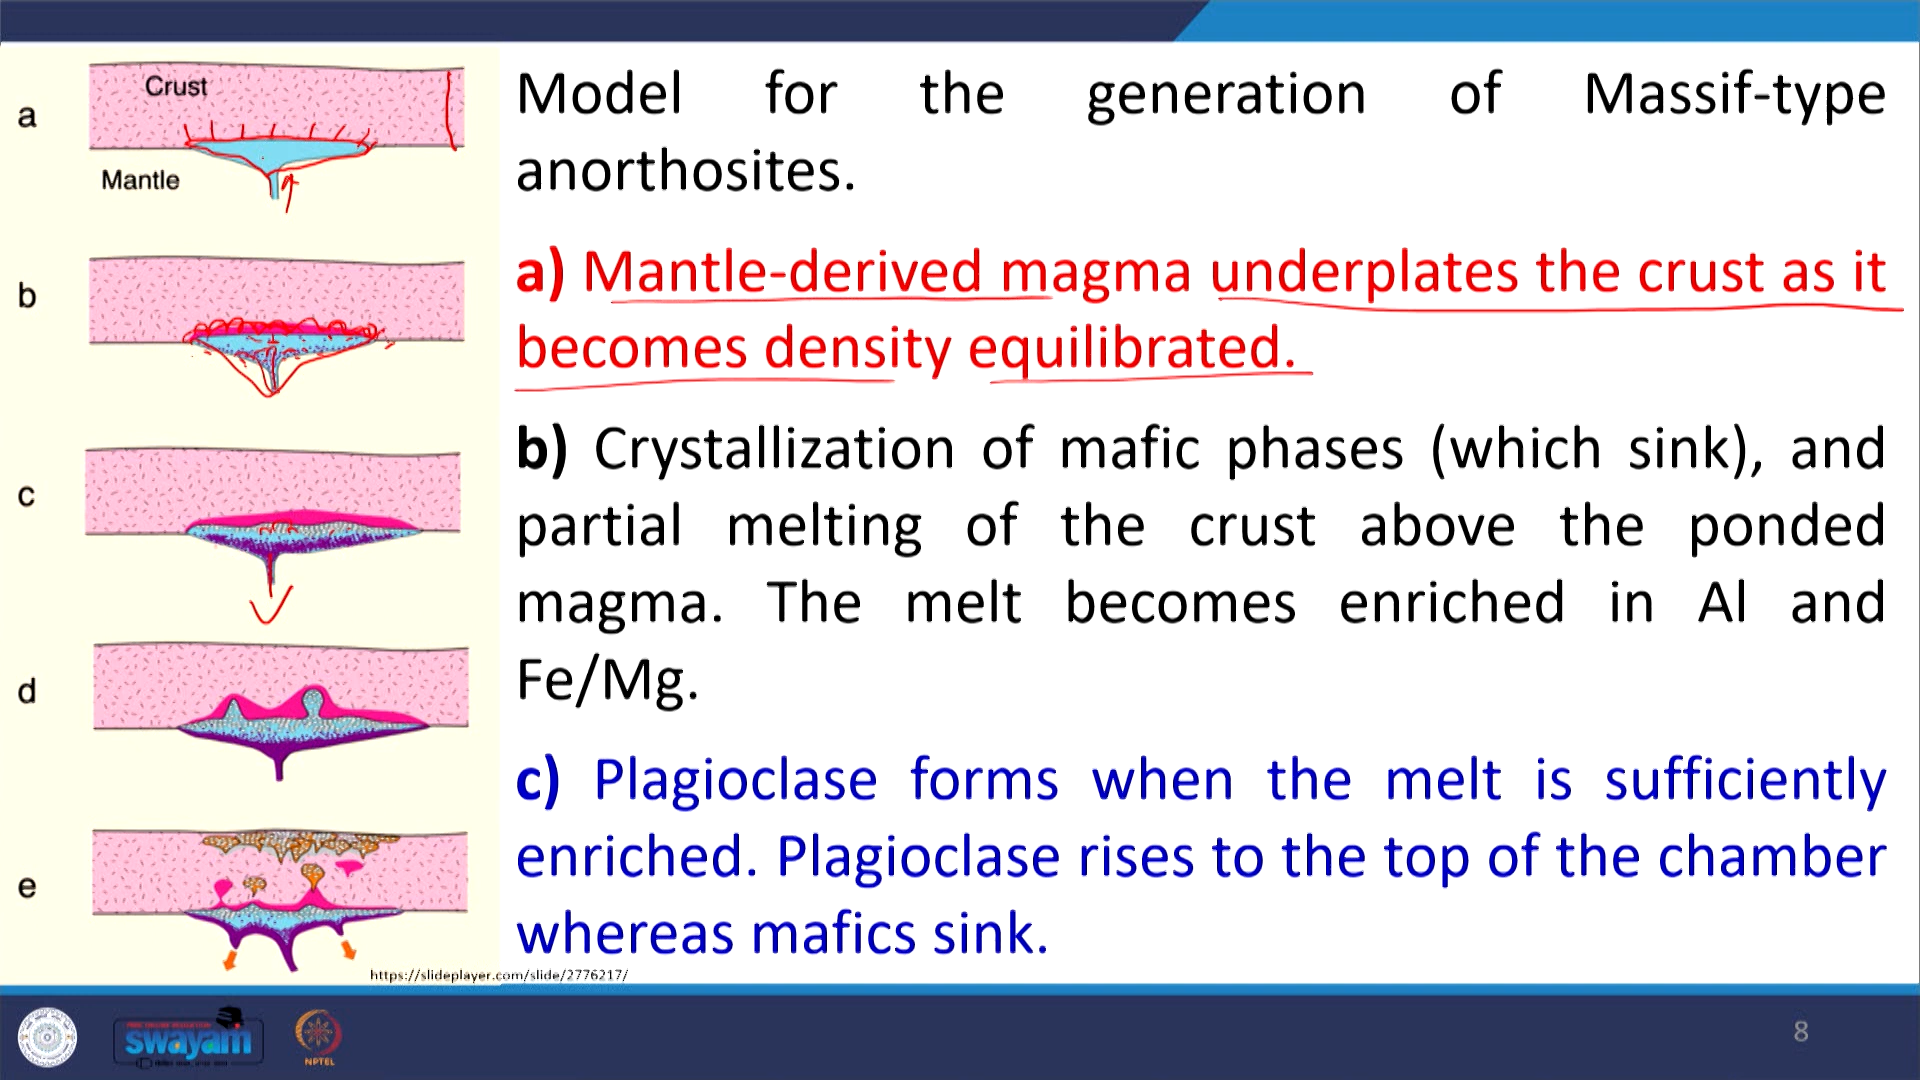 a
Crust
Mantle
b
c
d
e
Model for the generation of Massif-type
anorthosites.
a) Mantle-derived magma underplates the crust as it
becomes density equilibrated.
b) Crystallization of mafic phases (which sink), and
partial melting of the crust above the ponded
magma. The melt becomes enriched in Al and
Fe/Mg.
c) Plagioclase forms when the melt is sufficiently
enriched. Plagioclase rises to the top of the chamber
whereas mafics sink.
https://slideplayer.com/slide/2776217/
swayam
NPTEL
8